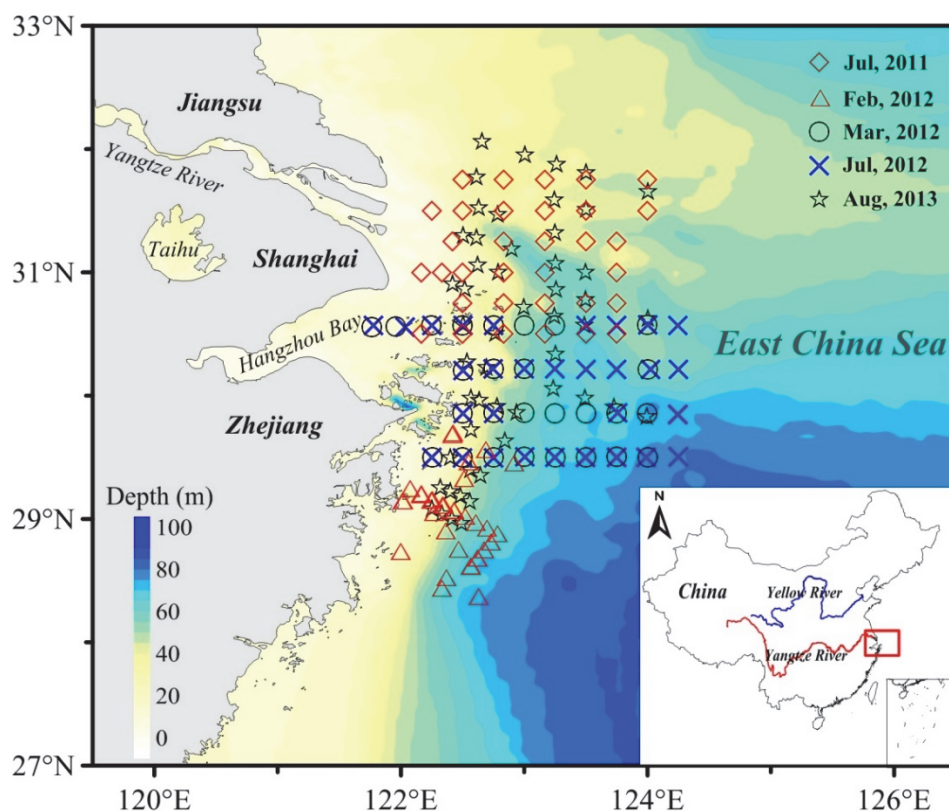 33°N
31°N
29°N
27°N
120°E
122°E
124°E
126°E
Jiangsu
Yangtze River
Taihu
Shanghai
Hangzhou Bay
Zhejiang
East China Sea
Jul, 2011
Feb, 2012
Mar, 2012
Jul, 2012
Aug, 2013
Depth (m)
100
80
60
40
20
0
N
China
Yellow River
Yangtze River